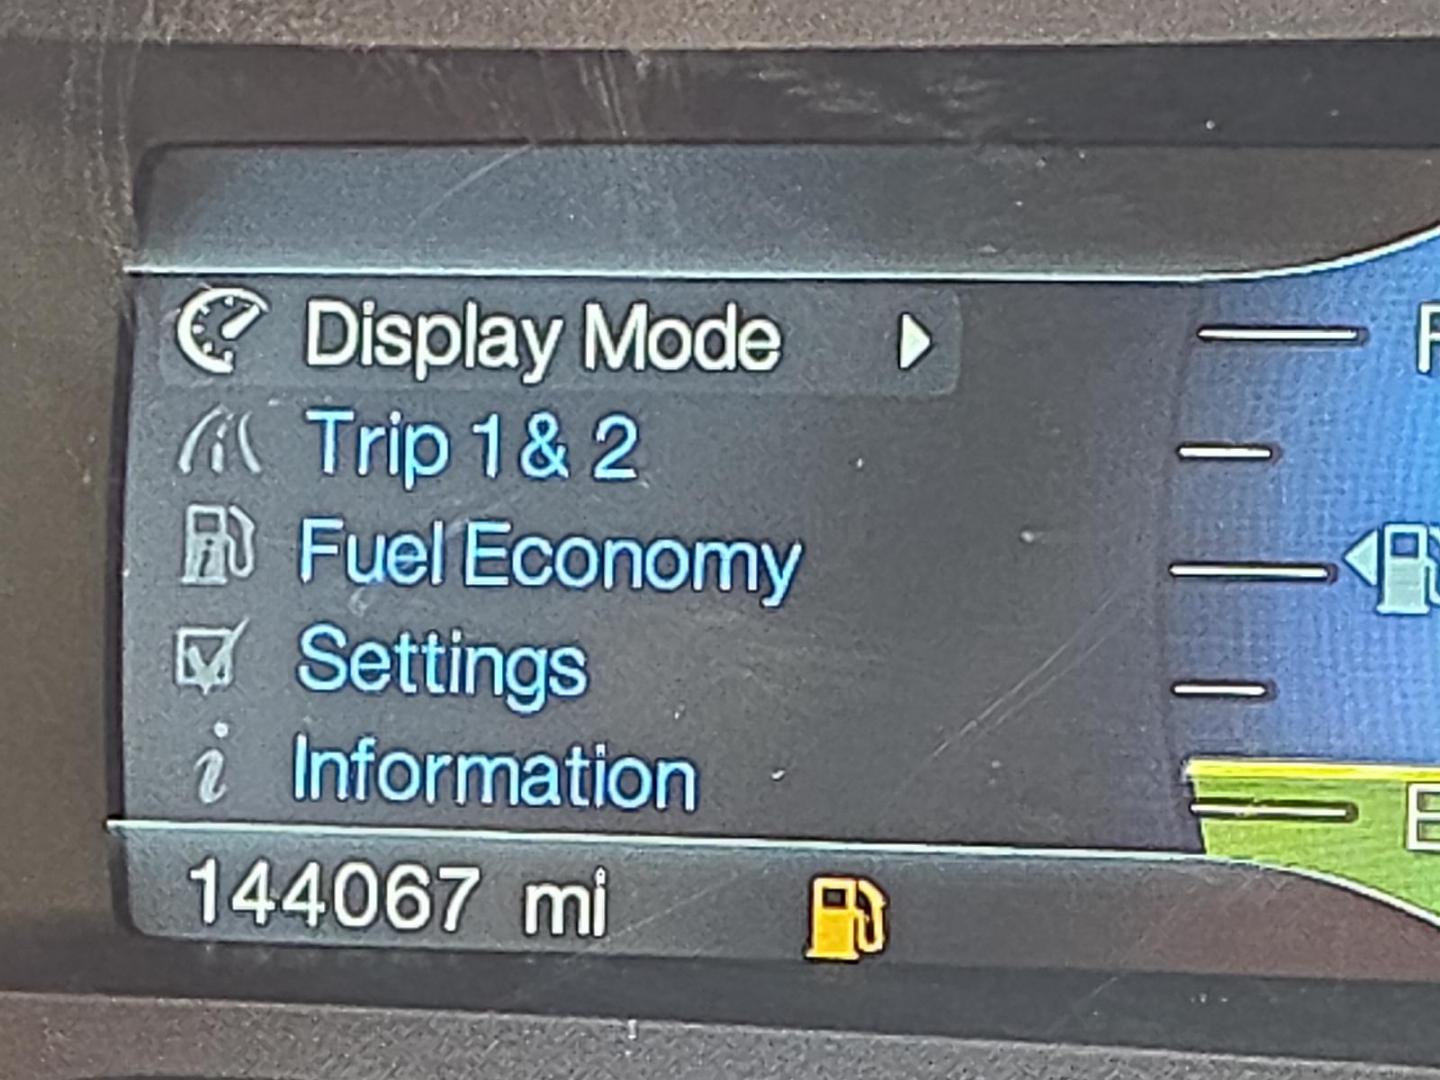 Display Mode
Trip 1 & 2
Fuel Economy
Settings
Information
144067 mi
F
E